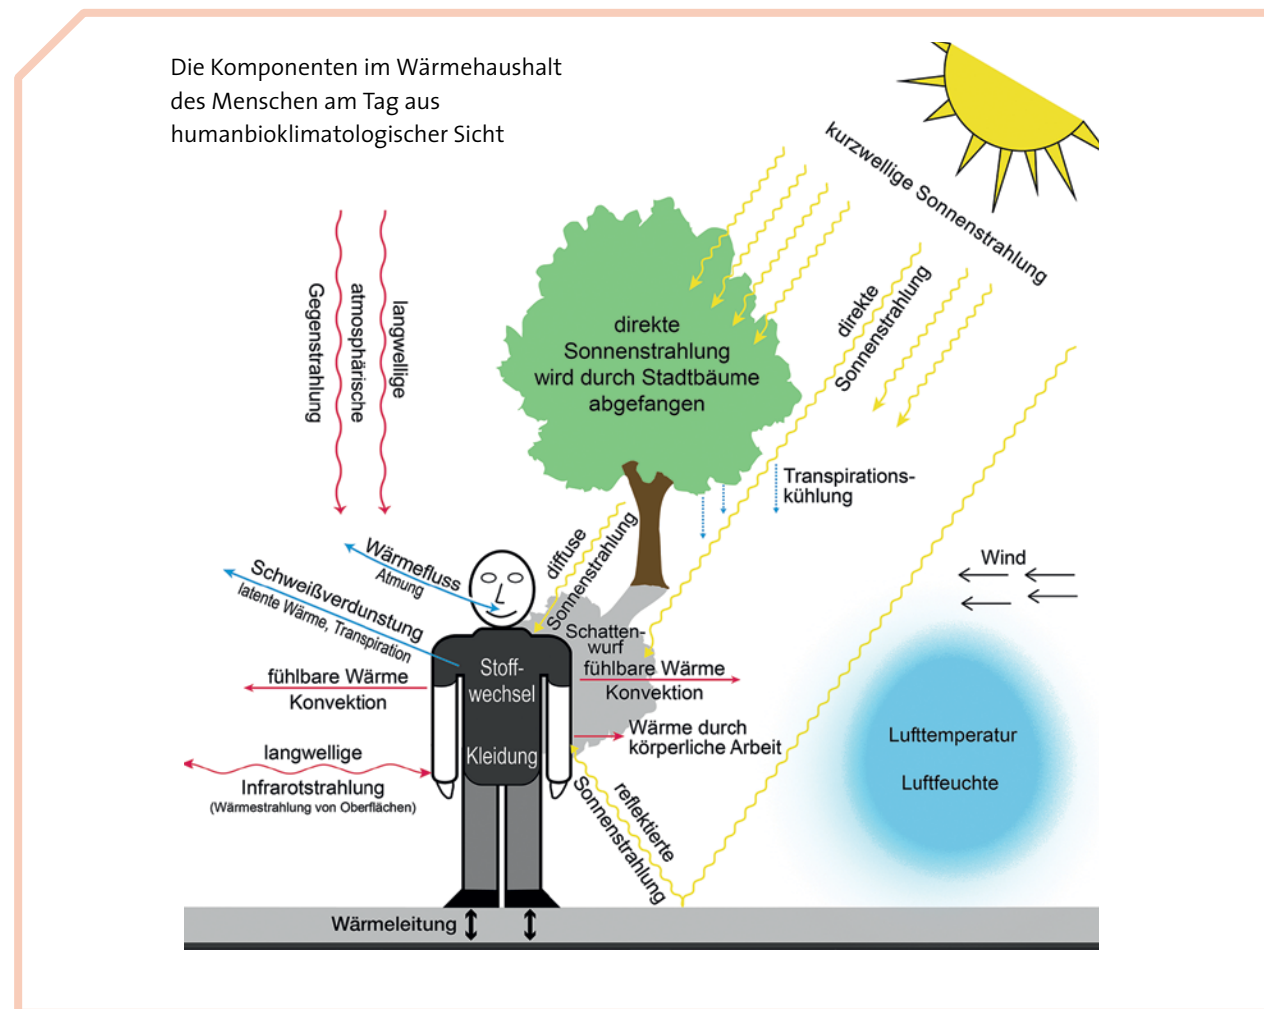 Die Komponenten im Wärmehaushalt
des Menschen am Tag aus
humanbioklimatologischer Sicht
kurzwellige Sonnenstrahlung
direkte
Sonnenstrahlung
langwellige
atmosphärische
Gegenstrahlung
direkte
Sonnenstrahlung
wird durch Stadtbäume
abgefangen
Transpirations-
kühlung
diffuse
Sonnenstrahlung
Wärmefluss
Atmung
Schweißverdunstung
latente Wärme, Transpiration
Wind
Schatten-
wurf
fühlbare Wärme
Konvektion
Stoff-
wechsel
fühlbare Wärme
Konvektion
Wärme durch
körperliche Arbeit
Kleidung
langwellige
Infrarotstrahlung
(Wärmestrahlung von Oberflächen)
reflektierte
Sonnenstrahlung
Lufttemperatur
Luftfeuchte
Wärmeleitung